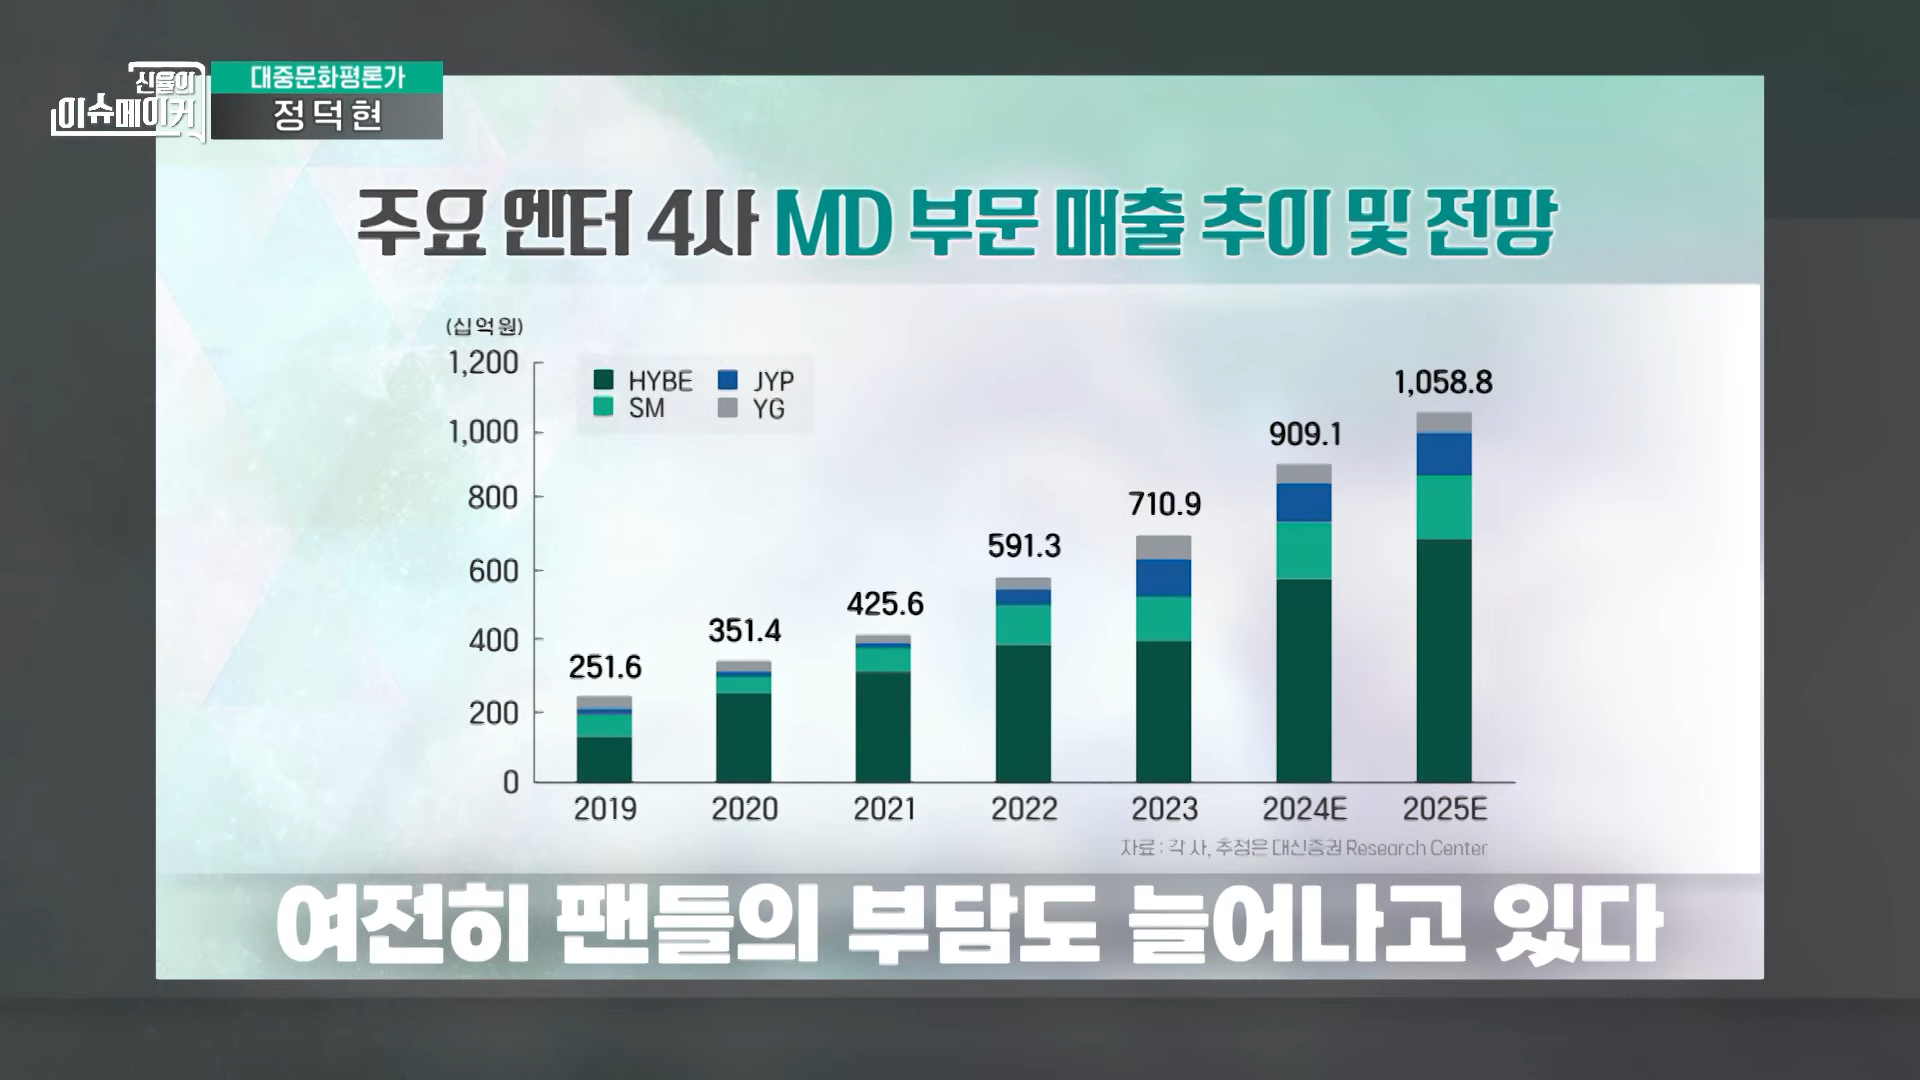 신율의
이슈메이커
대중문화평론가
정덕현
주요 엔터 4사 MD 부문 매출 추이 및 전망
(십억원)
1,200
1,000
800
600
400
200
0
HYBE
JYP
SM
YG
251.6
351.4
425.6
591.3
710.9
909.1
1,058.8
2019
2020
2021
2022
2023
2024E
2025E
자료 : 각 사, 추정은 대신증권 Research Center
여전히 팬들의 부담도 늘어나고 있다